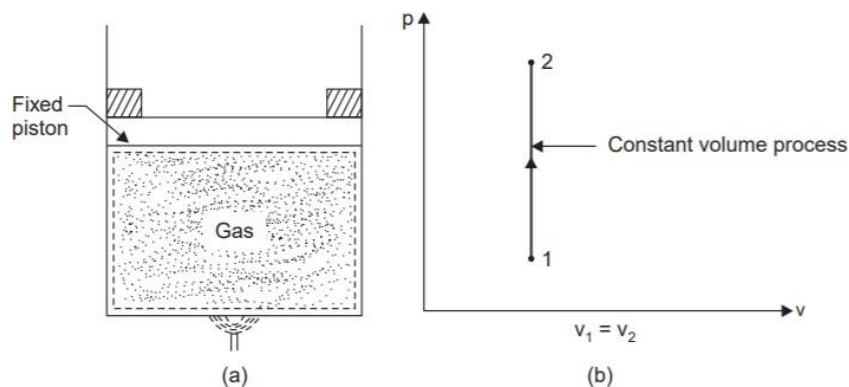 Fixed
piston
Gas
(a)
p
2
Constant volume process
1
v
v₁ = v₂
(b)